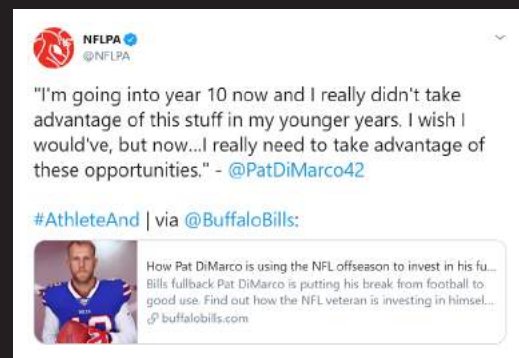 NFLPA
@NFLPA
"I'm going into year 10 now and I really didn't take
advantage of this stuff in my younger years. I wish I
would've, but now...I really need to take advantage of
these opportunities." - @PatDiMarco42
#AthleteAnd | via @BuffaloBills:
How Pat DiMarco is using the NFL offseason to invest in his fu...
Bills fullback Pat DiMarco is putting his break from football to
good use. Find out how the NFL veteran is investing in himsel...
buffalobills.com